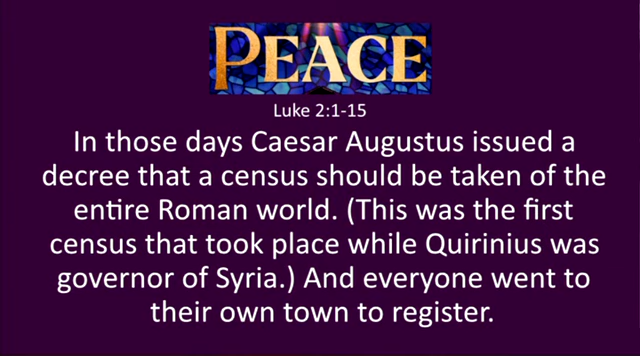 PEACE
Luke 2:1-15
In those days Caesar Augustus issued a
decree that a census should be taken of the
entire Roman world. (This was the first
census that took place while Quirinius was
governor of Syria.) And everyone went to
their own town to register.